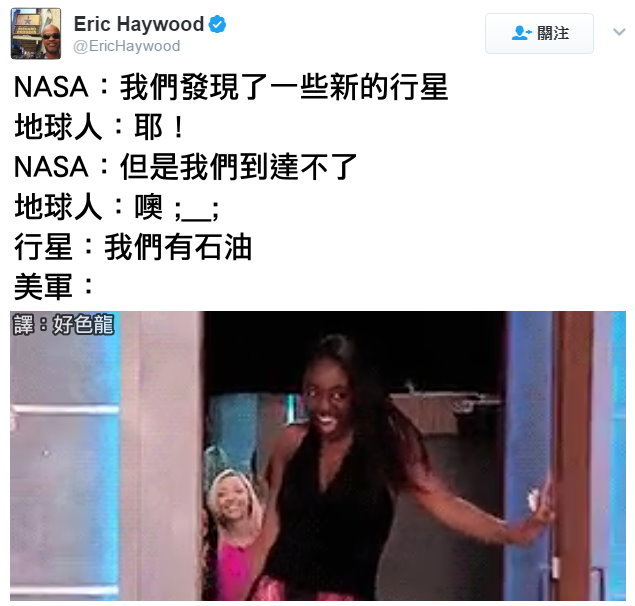 Eric Haywood
@EricHaywood
關注
NASA：我們發現了一些新的行星
地球人：耶！
NASA：但是我們到達不了
地球人：噢 ;__;
行星：我們有石油
美軍：
譯：好色龍